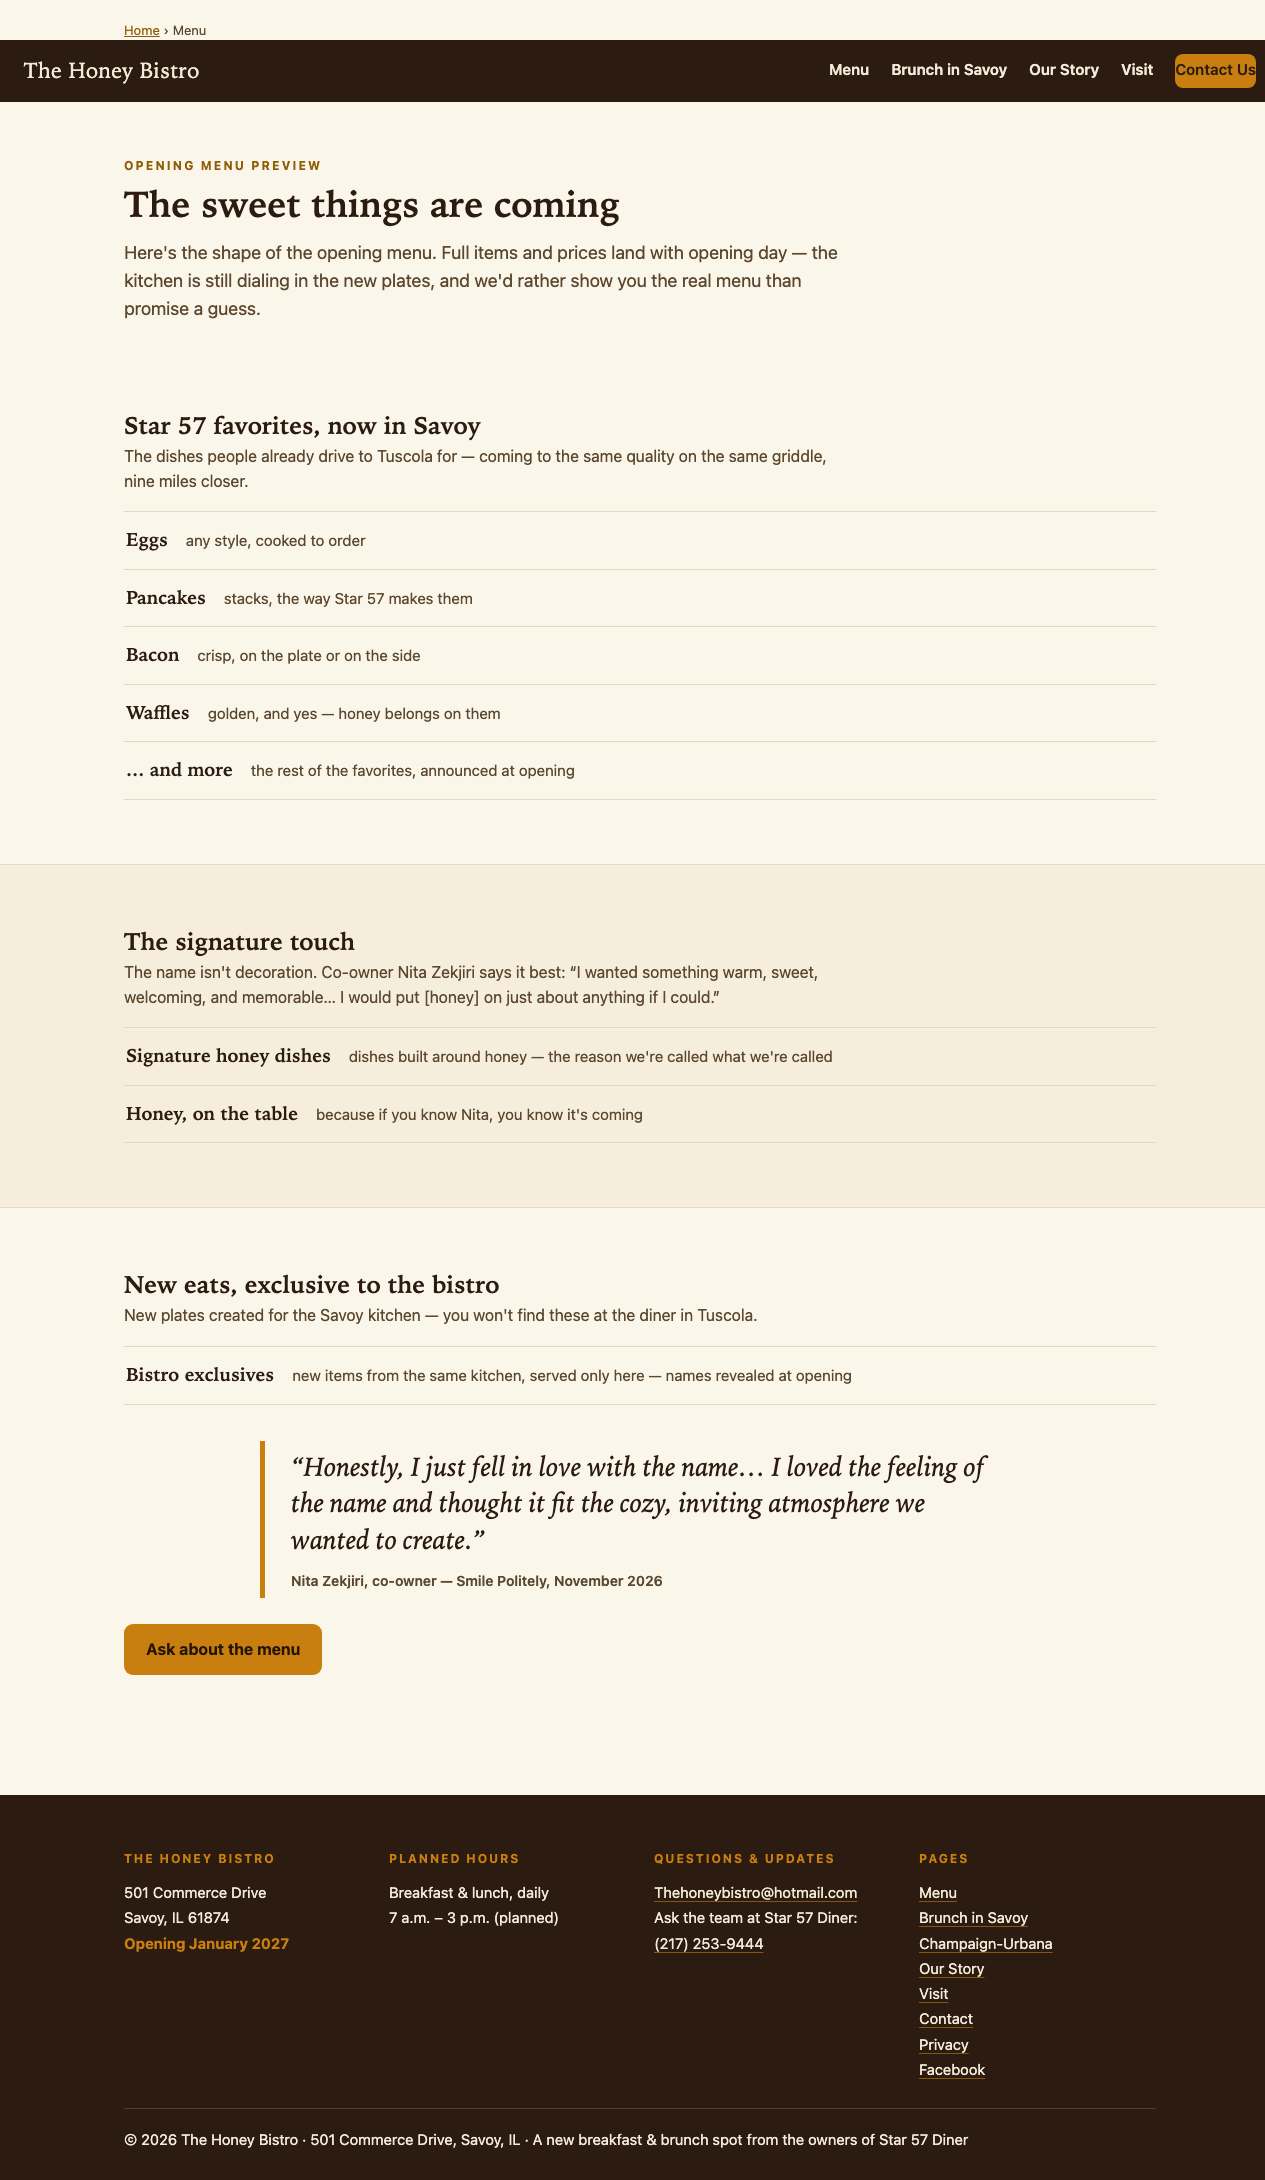 Home › Menu
The Honey Bistro
Menu Brunch in Savoy Our Story Visit Contact Us
OPENING MENU PREVIEW
The sweet things are coming
Here's the shape of the opening menu. Full items and prices land with opening day — the
kitchen is still dialing in the new plates, and we'd rather show you the real menu than
promise a guess.
Star 57 favorites, now in Savoy
The dishes people already drive to Tuscola for — coming to the same quality on the same griddle,
nine miles closer.
Eggs any style, cooked to order
Pancakes stacks, the way Star 57 makes them
Bacon crisp, on the plate or on the side
Waffles golden, and yes — honey belongs on them
... and more the rest of the favorites, announced at opening
The signature touch
The name isn't decoration. Co-owner Nita Zekjiri says it best: “I wanted something warm, sweet,
welcoming, and memorable... I would put [honey] on just about anything if I could.”
Signature honey dishes dishes built around honey — the reason we're called what we're called
Honey, on the table because if you know Nita, you know it's coming
New eats, exclusive to the bistro
New plates created for the Savoy kitchen — you won't find these at the diner in Tuscola.
Bistro exclusives new items from the same kitchen, served only here — names revealed at opening
“Honestly, I just fell in love with the name… I loved the feeling of
the name and thought it fit the cozy, inviting atmosphere we
wanted to create.”
Nita Zekjiri, co-owner — Smile Politely, November 2026
Ask about the menu
THE HONEY BISTRO
501 Commerce Drive
Savoy, IL 61874
Opening January 2027
PLANNED HOURS
Breakfast & lunch, daily
7 a.m. – 3 p.m. (planned)
QUESTIONS & UPDATES
Thehoneybistro@hotmail.com
Ask the team at Star 57 Diner:
(217) 253-9444
PAGES
Menu
Brunch in Savoy
Champaign-Urbana
Our Story
Visit
Contact
Privacy
Facebook
© 2026 The Honey Bistro · 501 Commerce Drive, Savoy, IL · A new breakfast & brunch spot from the owners of Star 57 Diner